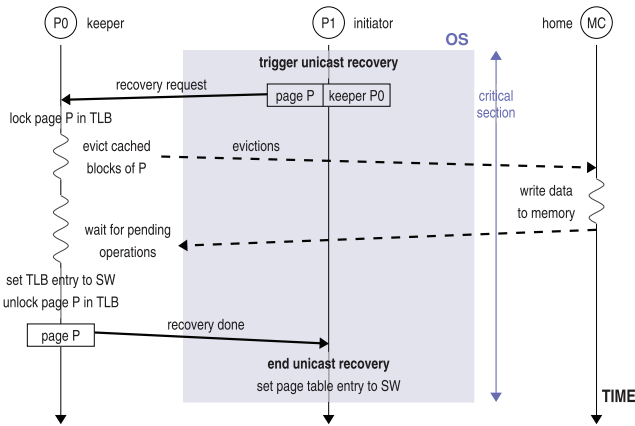 P0 keeper
P1 initiator
home MC
OS
trigger unicast recovery
recovery request
page P keeper P0
critical
section
lock page P in TLB
evict cached
blocks of P
evictions
write data
to memory
wait for pending
operations
set TLB entry to SW
unlock page P in TLB
page P
recovery done
end unicast recovery
set page table entry to SW
TIME